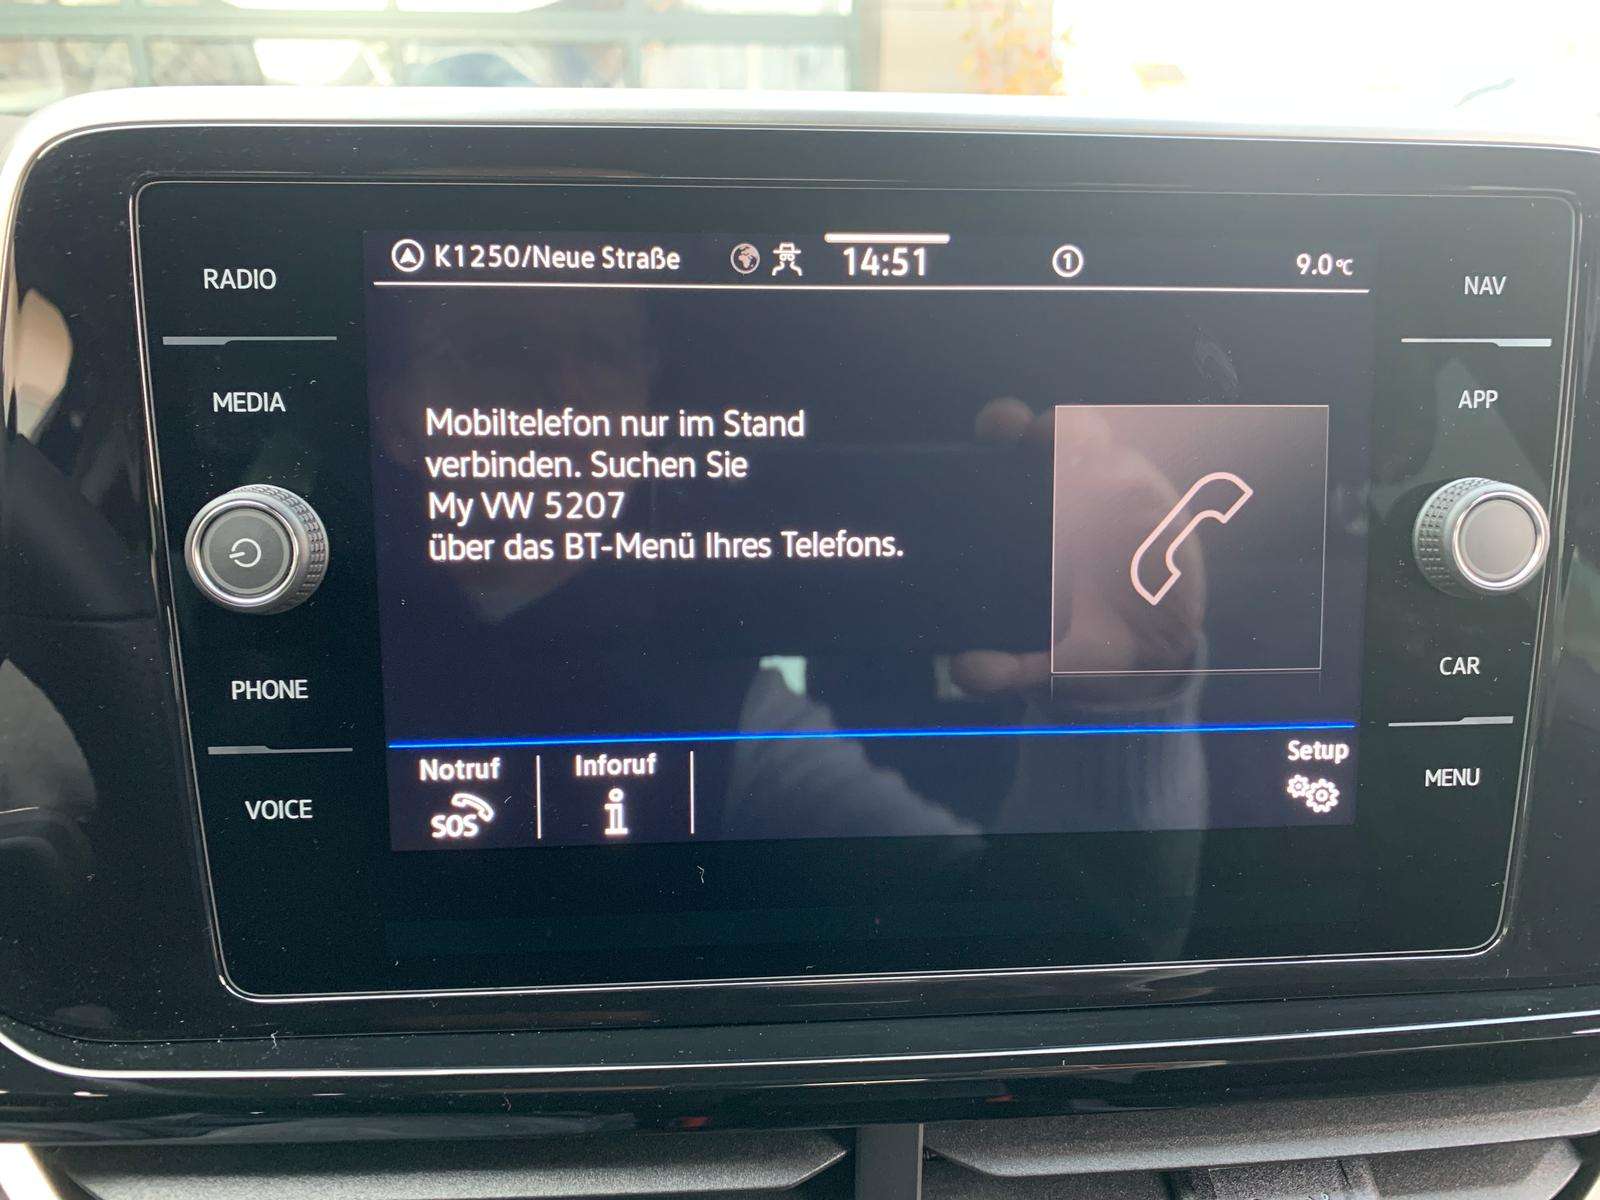 RADIO
MEDIA
PHONE
VOICE
K1250/Neue Straße
14:51
1
9.0°C
Mobiltelefon nur im Stand
verbinden. Suchen Sie
My VW 5207
über das BT-Menü Ihres Telefons.
Notruf
SOS
Inforuf
i
Setup
NAV
APP
CAR
MENU